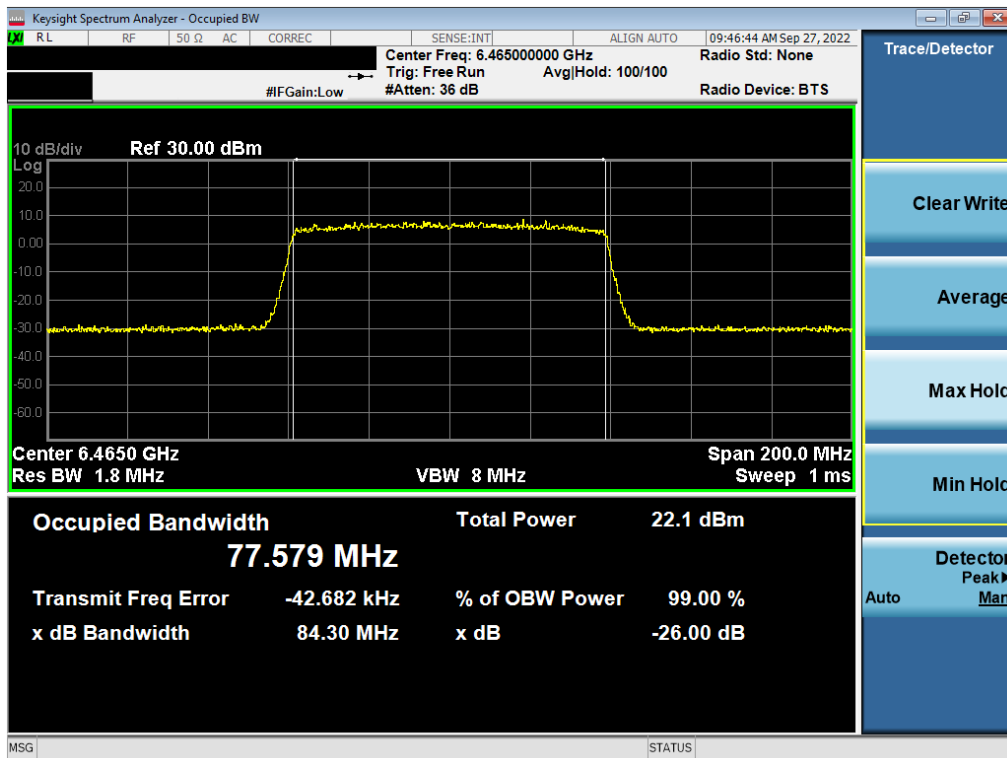 Keysight Spectrum Analyzer - Occupied BW
LXI RL RF 50 Ω AC CORREC SENSE:INT ALIGN AUTO 09:46:44 AM Sep 27, 2022
Center Freq: 6.465000000 GHz Radio Std: None
Trig: Free Run Avg|Hold: 100/100
#IFGain:Low #Atten: 36 dB Radio Device: BTS
Trace/Detector
10 dB/div Ref 30.00 dBm
Log
20.0
10.0
0.00
-10.0
-20.0
-30.0
-40.0
-50.0
-60.0
Center 6.4650 GHz Span 200.0 MHz
Res BW 1.8 MHz VBW 8 MHz Sweep 1 ms
Occupied Bandwidth Total Power 22.1 dBm
77.579 MHz
Transmit Freq Error -42.682 kHz % of OBW Power 99.00 %
x dB Bandwidth 84.30 MHz x dB -26.00 dB
Clear Write
Average
Max Hold
Min Hold
Detector
Peak
Auto Man
MSG STATUS